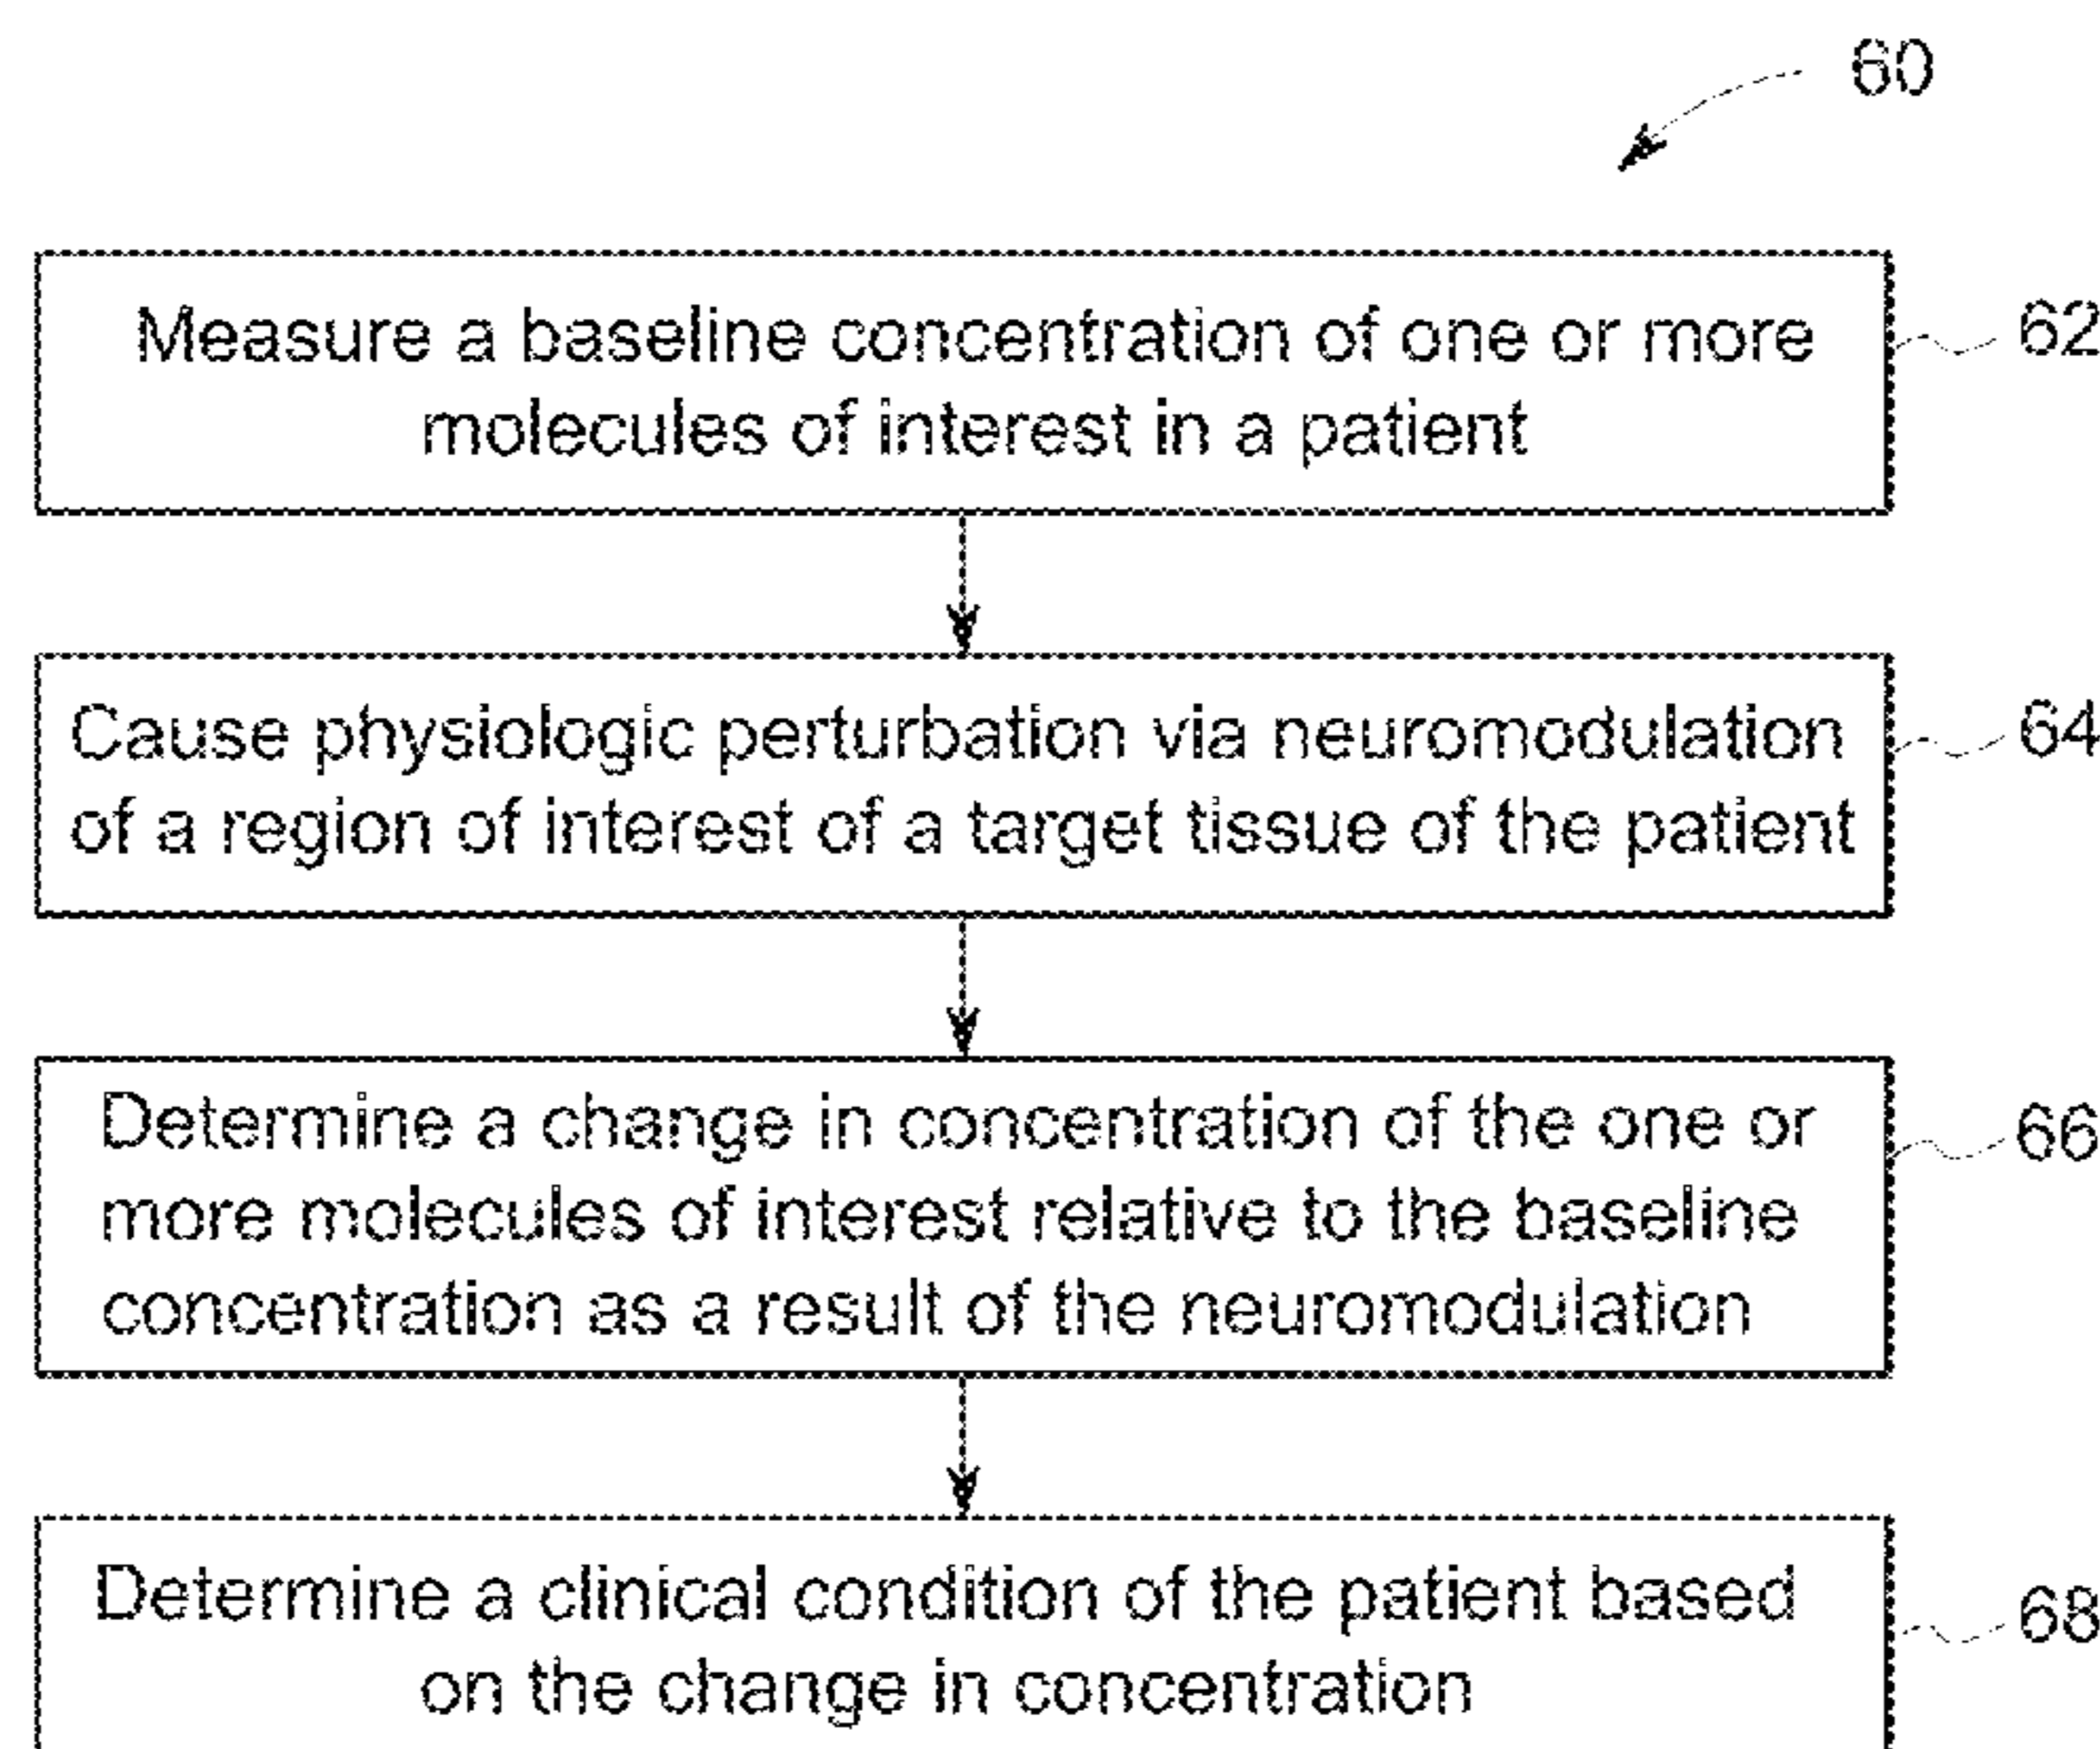 60
Measure a baseline concentration of one or more
molecules of interest in a patient
62
Cause physiologic perturbation via neuromodulation
of a region of interest of a target tissue of the patient
64
Determine a change in concentration of the one or
more molecules of interest relative to the baseline
concentration as a result of the neuromodulation
66
Determine a clinical condition of the patient based
on the change in concentration
68